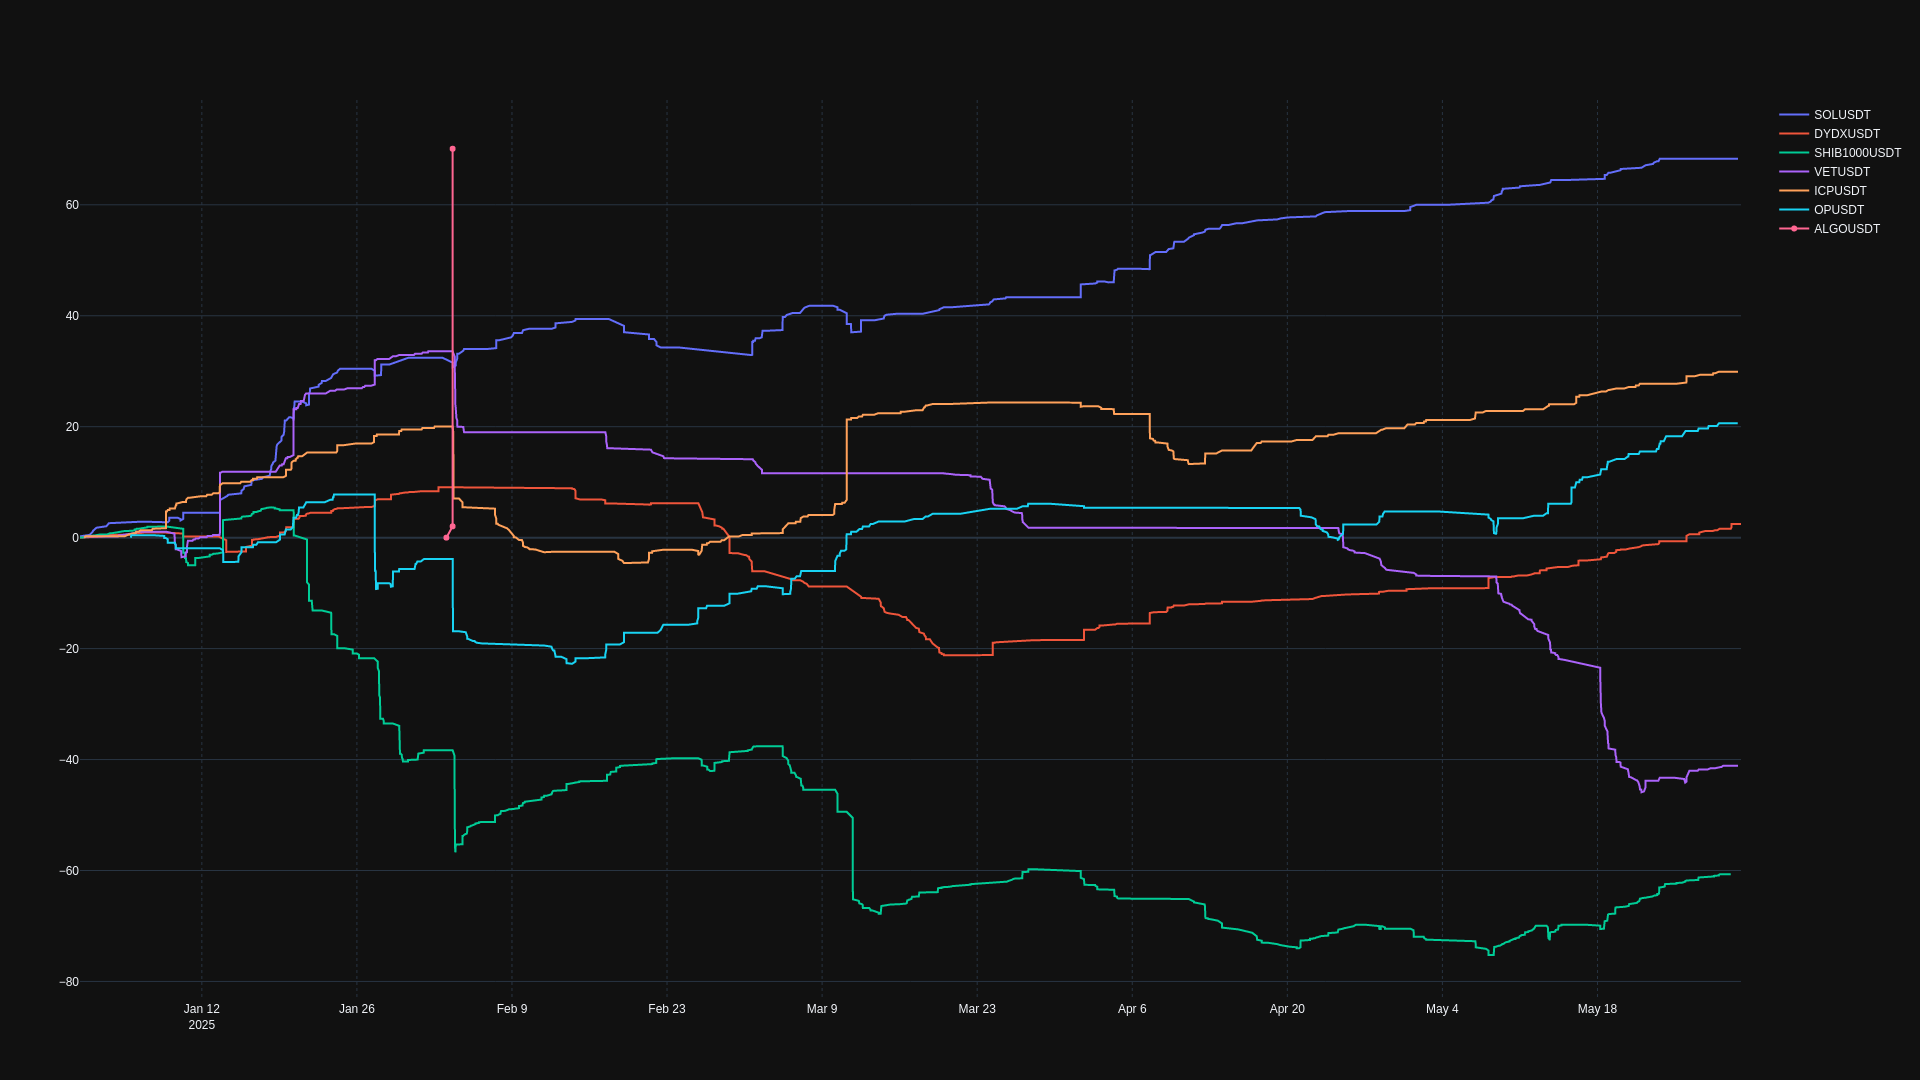 SOLUSDT
DYDXUSDT
SHIB1000USDT
VETUSDT
ICPUSDT
OPUSDT
ALGOUSDT
60
40
20
0
−20
−40
−60
−80
Jan 12 Jan 26 Feb 9 Feb 23 Mar 9 Mar 23 Apr 6 Apr 20 May 4 May 18
2025